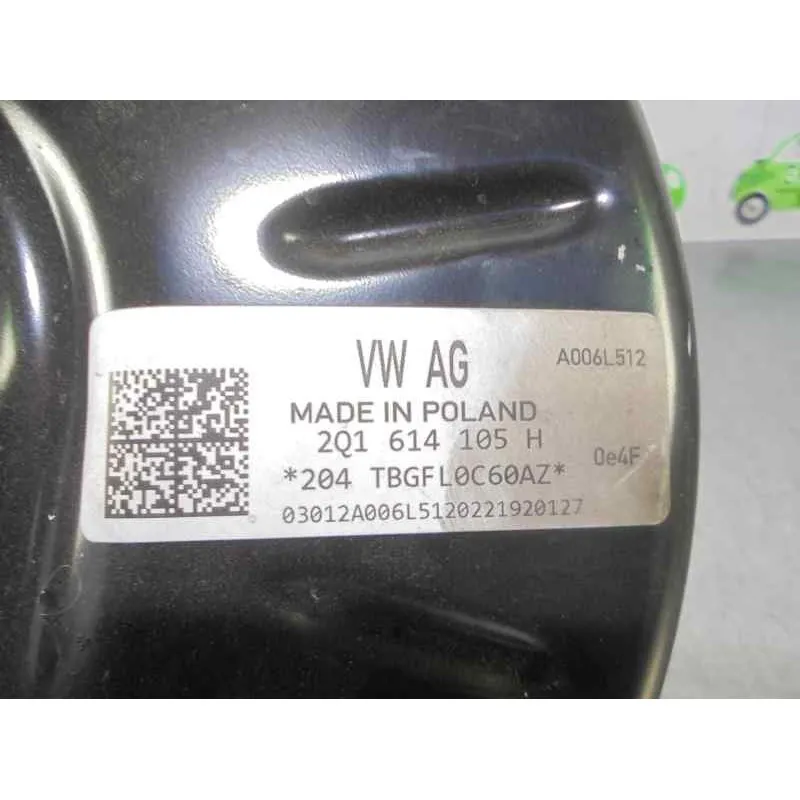 VW AG
A006L512
MADE IN POLAND
2Q1 614 105 H
0e4F
*204 TBGFL0C60AZ*
03012A006L5120221920127